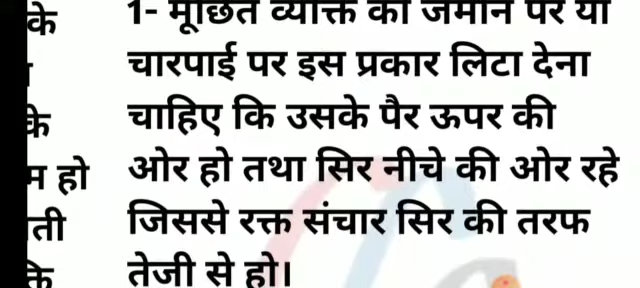 के
1- मूर्छित व्यक्ति को जमीन पर या
चारपाई पर इस प्रकार लिटा देना
के
चाहिए कि उसके पैर ऊपर की
म हो
ओर हो तथा सिर नीचे की ओर रहे
ती
जिससे रक्त संचार सिर की तरफ
तेजी से हो।